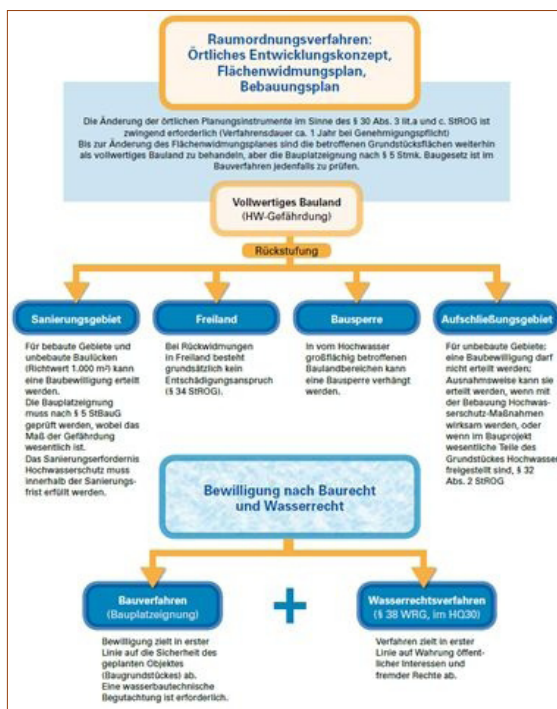 Raumordnungsverfahren:
Örtliches Entwicklungskonzept,
Flächenwidmungsplan,
Bebauungsplan
Die Änderung der örtlichen Planungsinstrumente im Sinne des § 30 Abs. 3 lit.a und c. StROG ist
zwingend erforderlich (Verfahrensdauer ca. 1 Jahr bei Genehmigungspflicht)
Bis zur Änderung des Flächenwidmungsplanes sind die betroffenen Grundstücksflächen weiterhin
als vollwertiges Bauland zu behandeln, aber die Bauplatzeignung nach § 5 Stmk. Baugesetz ist im
Bauverfahren jedenfalls zu prüfen.
Vollwertiges Bauland
(HW-Gefährdung)
Rückstufung
Sanierungsgebiet
Für bebaute Gebiete und
unbebaute Baulücken
(Richtwert 1.000 m²) kann
eine Baubewilligung erteilt
werden.
Die Bauplatzeignung
muss nach § 5 StBauG
geprüft werden, wobei das
Maß der Gefährdung
wesentlich ist.
Das Sanierungserfordernis
Hochwasserschutz muss
innerhalb der Sanierungs-
frist erfüllt werden.
Freiland
Bei Rückwidmungen
in Freiland besteht
grundsätzlich kein
Entschädigungsanspruch
(§ 34 StROG).
Bausperre
In vom Hochwasser
großflächig betroffenen
Baulandbereichen kann
eine Bausperre verhängt
werden.
Aufschließungsgebiet
Für unbebaute Gebiete;
eine Baubewilligung darf
nicht erteilt werden;
Ausnahmsweise kann sie
erteilt werden, wenn mit
der Bebauung Hochwas-
serschutz-Maßnahmen
wirksam werden, oder
wenn im Bauprojekt
wesentliche Teile des
Grundstückes Hochwasser
freigestellt sind, § 32
Abs. 2 StROG
Bewilligung nach Baurecht
und Wasserrecht
Bauverfahren
(Bauplatzeignung)
Bewilligung zielt in erster
Linie auf die Sicherheit des
geplanten Objektes
(Baugrundstückes) ab.
Eine wasserbautechnische
Begutachtung ist erforderlich.
+
Wasserrechtsverfahren
(§ 38 WRG, im HQ30)
Verfahren zielt in erster
Linie auf Wahrung öffent-
licher Interessen und
fremder Rechte ab.